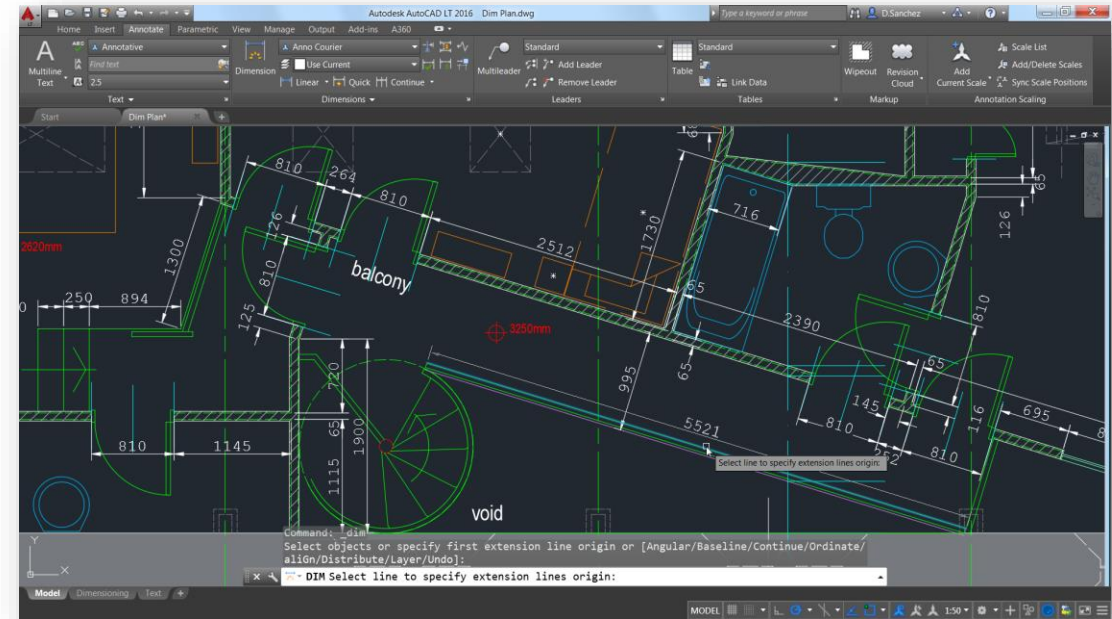 Autodesk AutoCAD LT 2016 Dim Plan.dwg
Type a keyword or phrase
D.Sanchez
Home Insert Annotate Parametric View Manage Output Add-ins A360
A
Multiline
Text
ABC
Annotative
Find text
2.5
Dimension
Anno Courier
Use Current
Linear Quick Continue
Multileader
Standard
Add Leader
Remove Leader
Table
Standard
Link Data
Wipeout
Revision
Cloud
Add
Current Scale
Scale List
Add/Delete Scales
Sync Scale Positions
Text
Dimensions
Leaders
Tables
Markup
Annotation Scaling
Start
Dim Plan*
810
264
810
126
810
1300
2620mm
250
894
125
balcony
2512
1730
716
65
126
65
3250mm
2390
810
65
65
995
145
810
252
810
116
695
5521
720
65
1900
1115
810
1145
Select line to specify extension lines origin:
void
Command: _dim
Select objects or specify first extension line origin or [Angular/Baseline/Continue/Ordinate/
aliGn/Distribute/Layer/Undo]:
DIM Select line to specify extension lines origin:
Y
X
Model Dimensioning Text +
MODEL
1:50